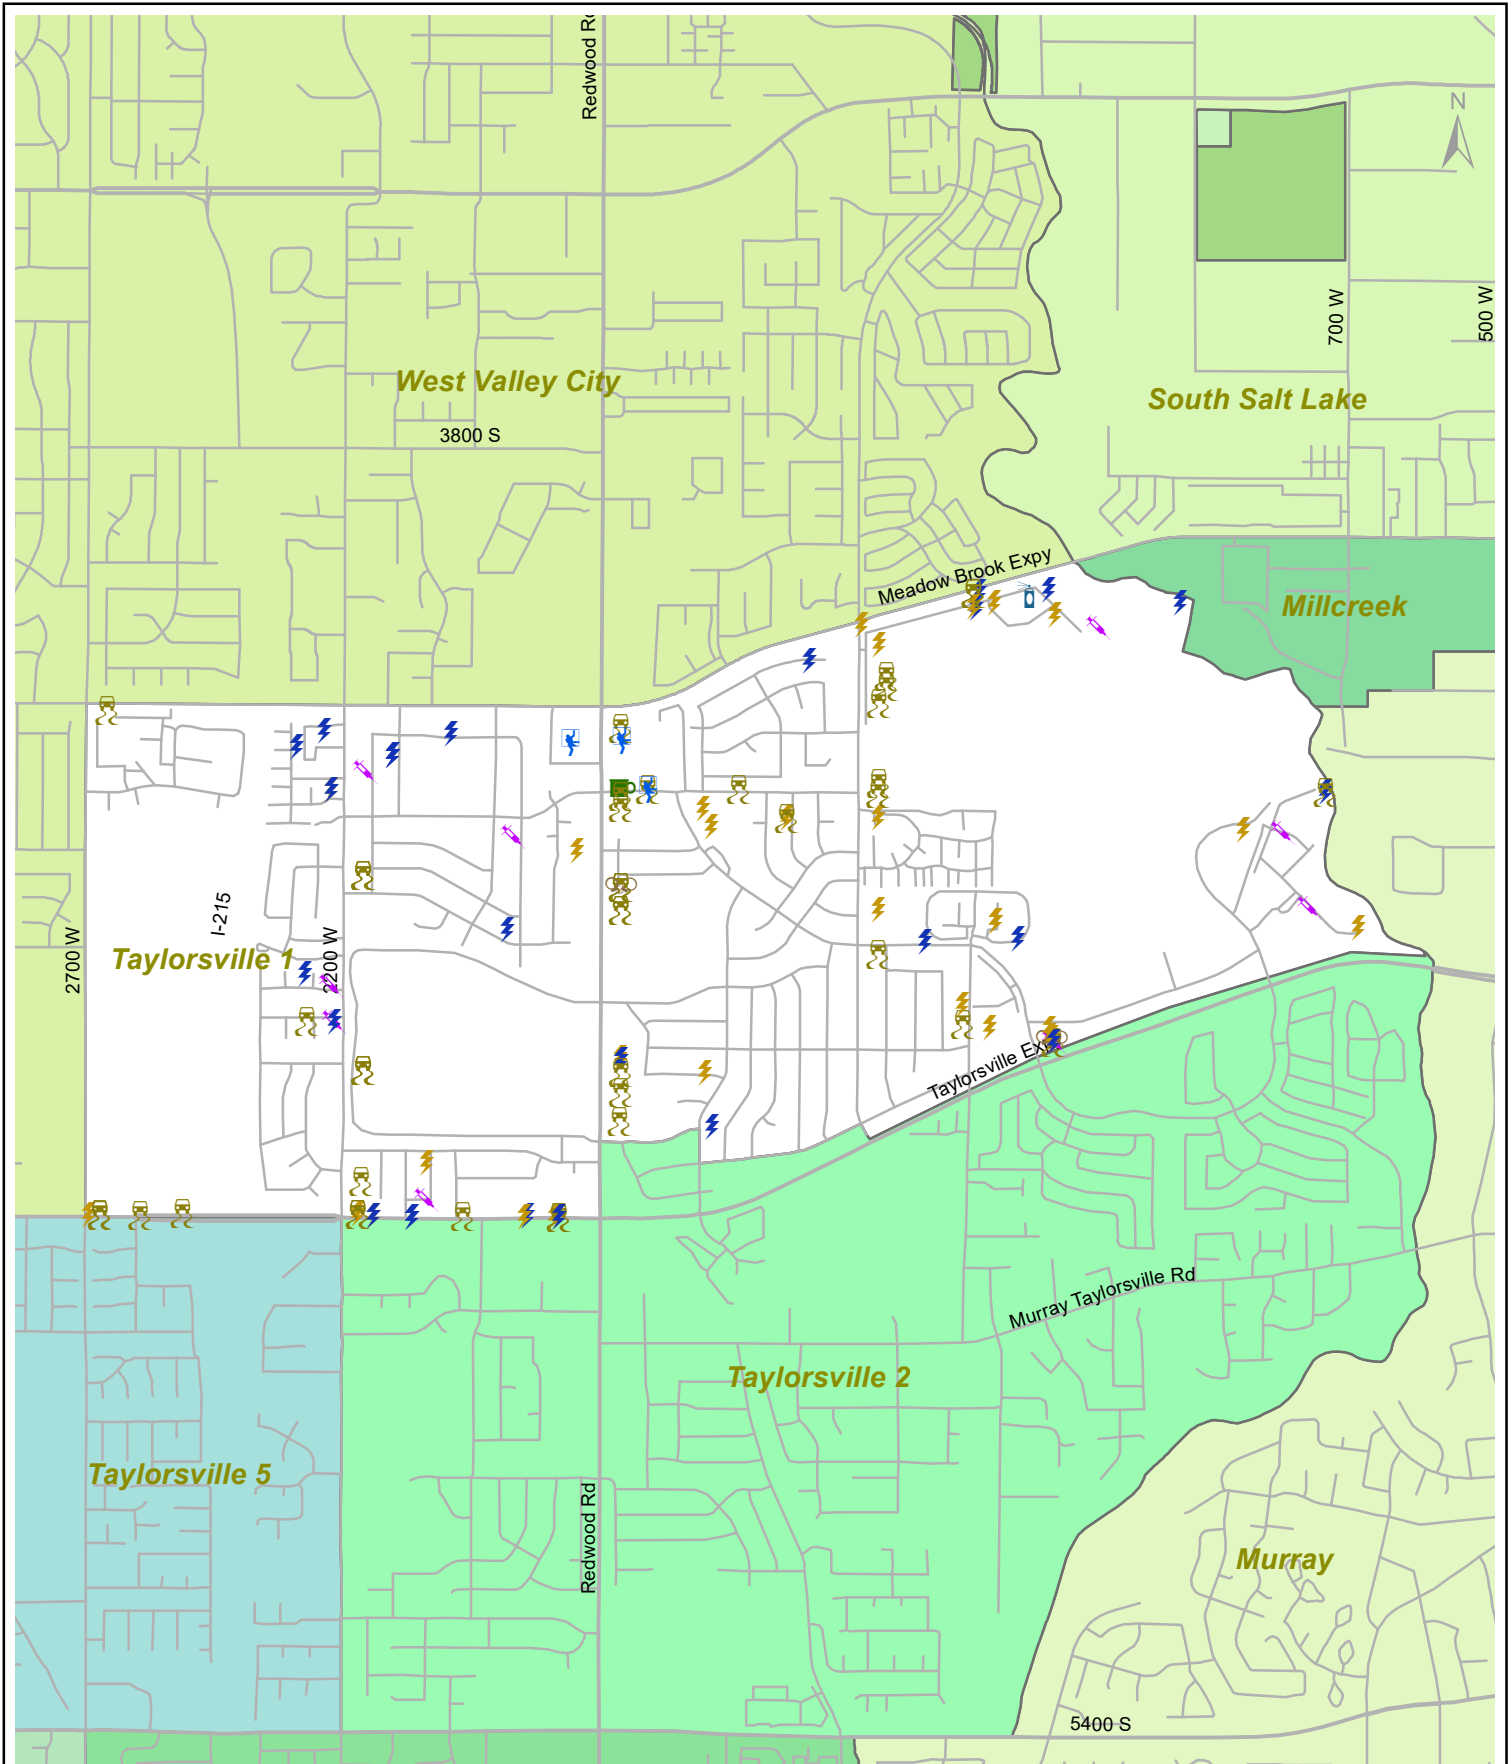 Redwood Rd
N
700 W
500 W
West Valley City
South Salt Lake
3800 S
Meadow Brook Expy
Millcreek
I-215
2700 W
Taylorsville 1
2200 W
Taylorsville Expy
Murray Taylorsville Rd
Taylorsville 2
Taylorsville 5
Redwood Rd
Murray
5400 S